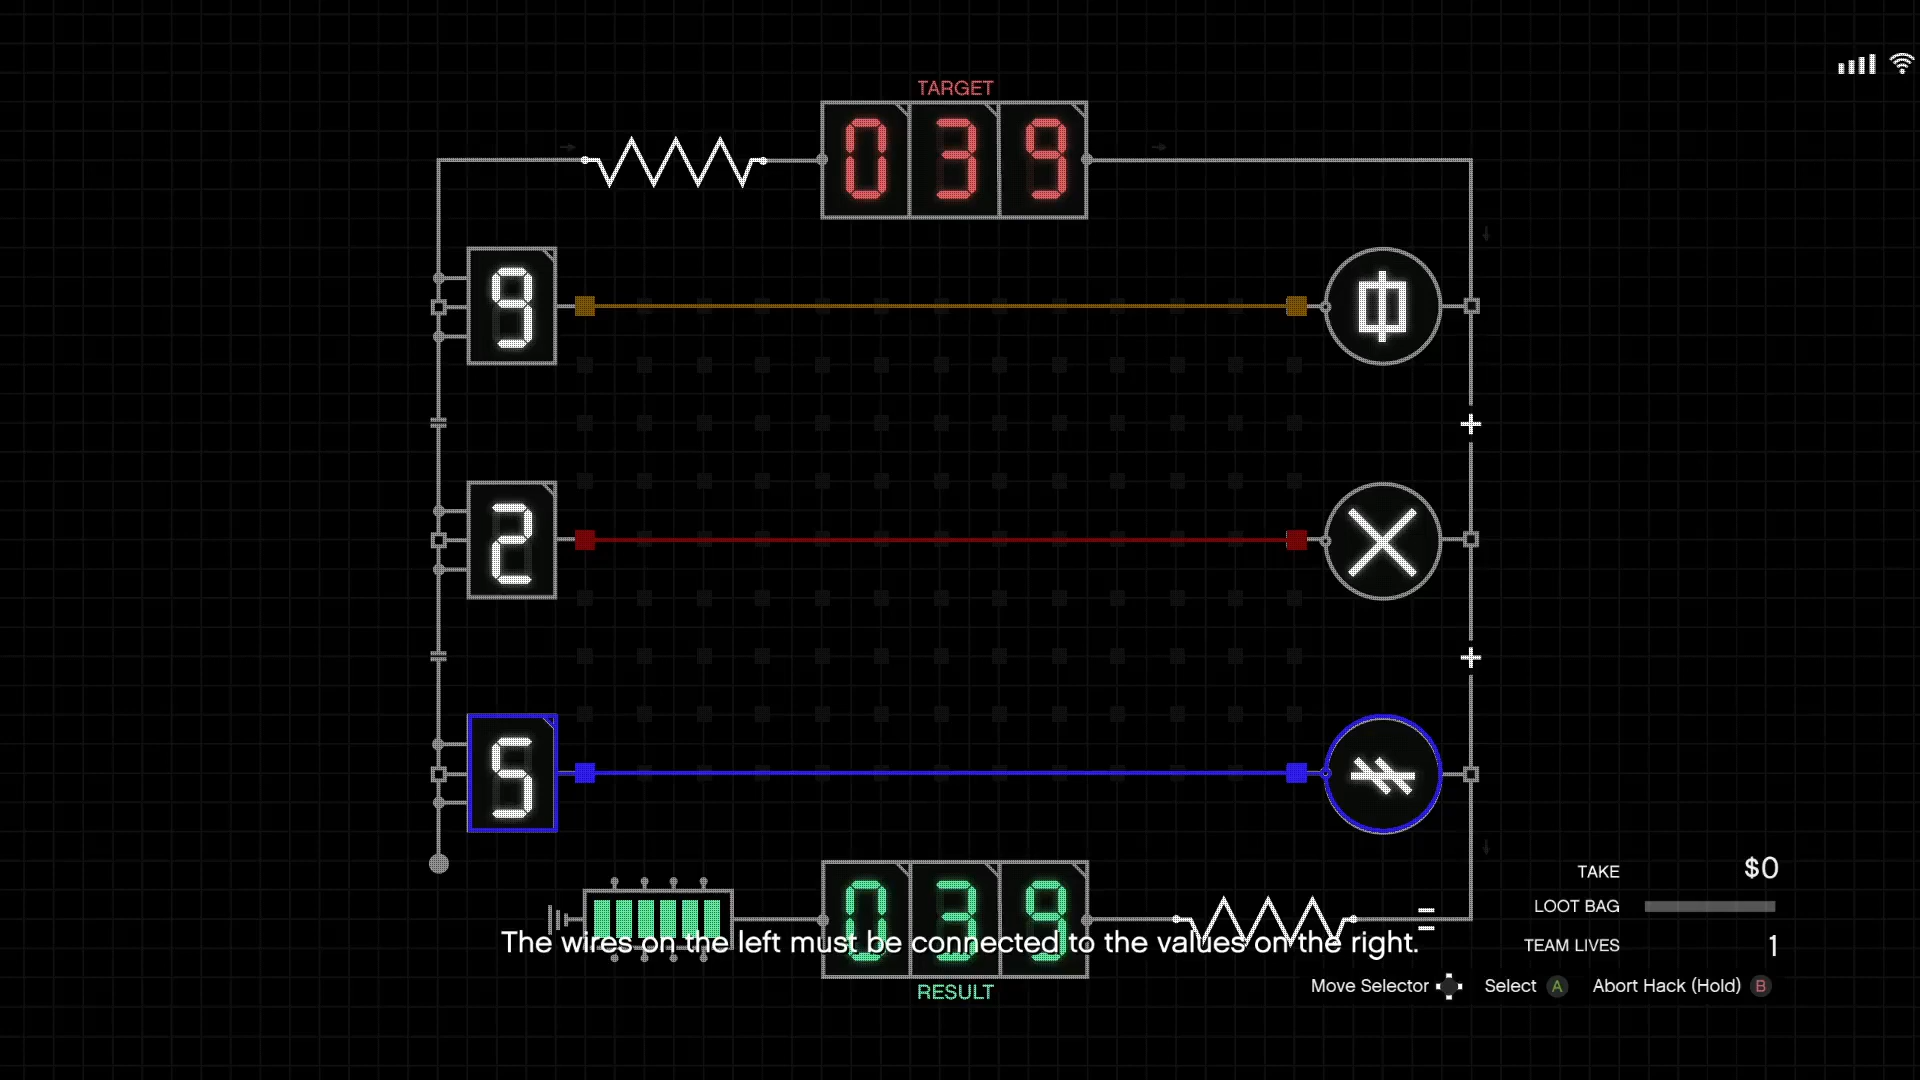 TARGET
039
9
+
2
+
5
=
039
The wires on the left must be connected to the values on the right.
RESULT
TAKE $0
LOOT BAG
TEAM LIVES 1
Move Selector Select A Abort Hack (Hold) B